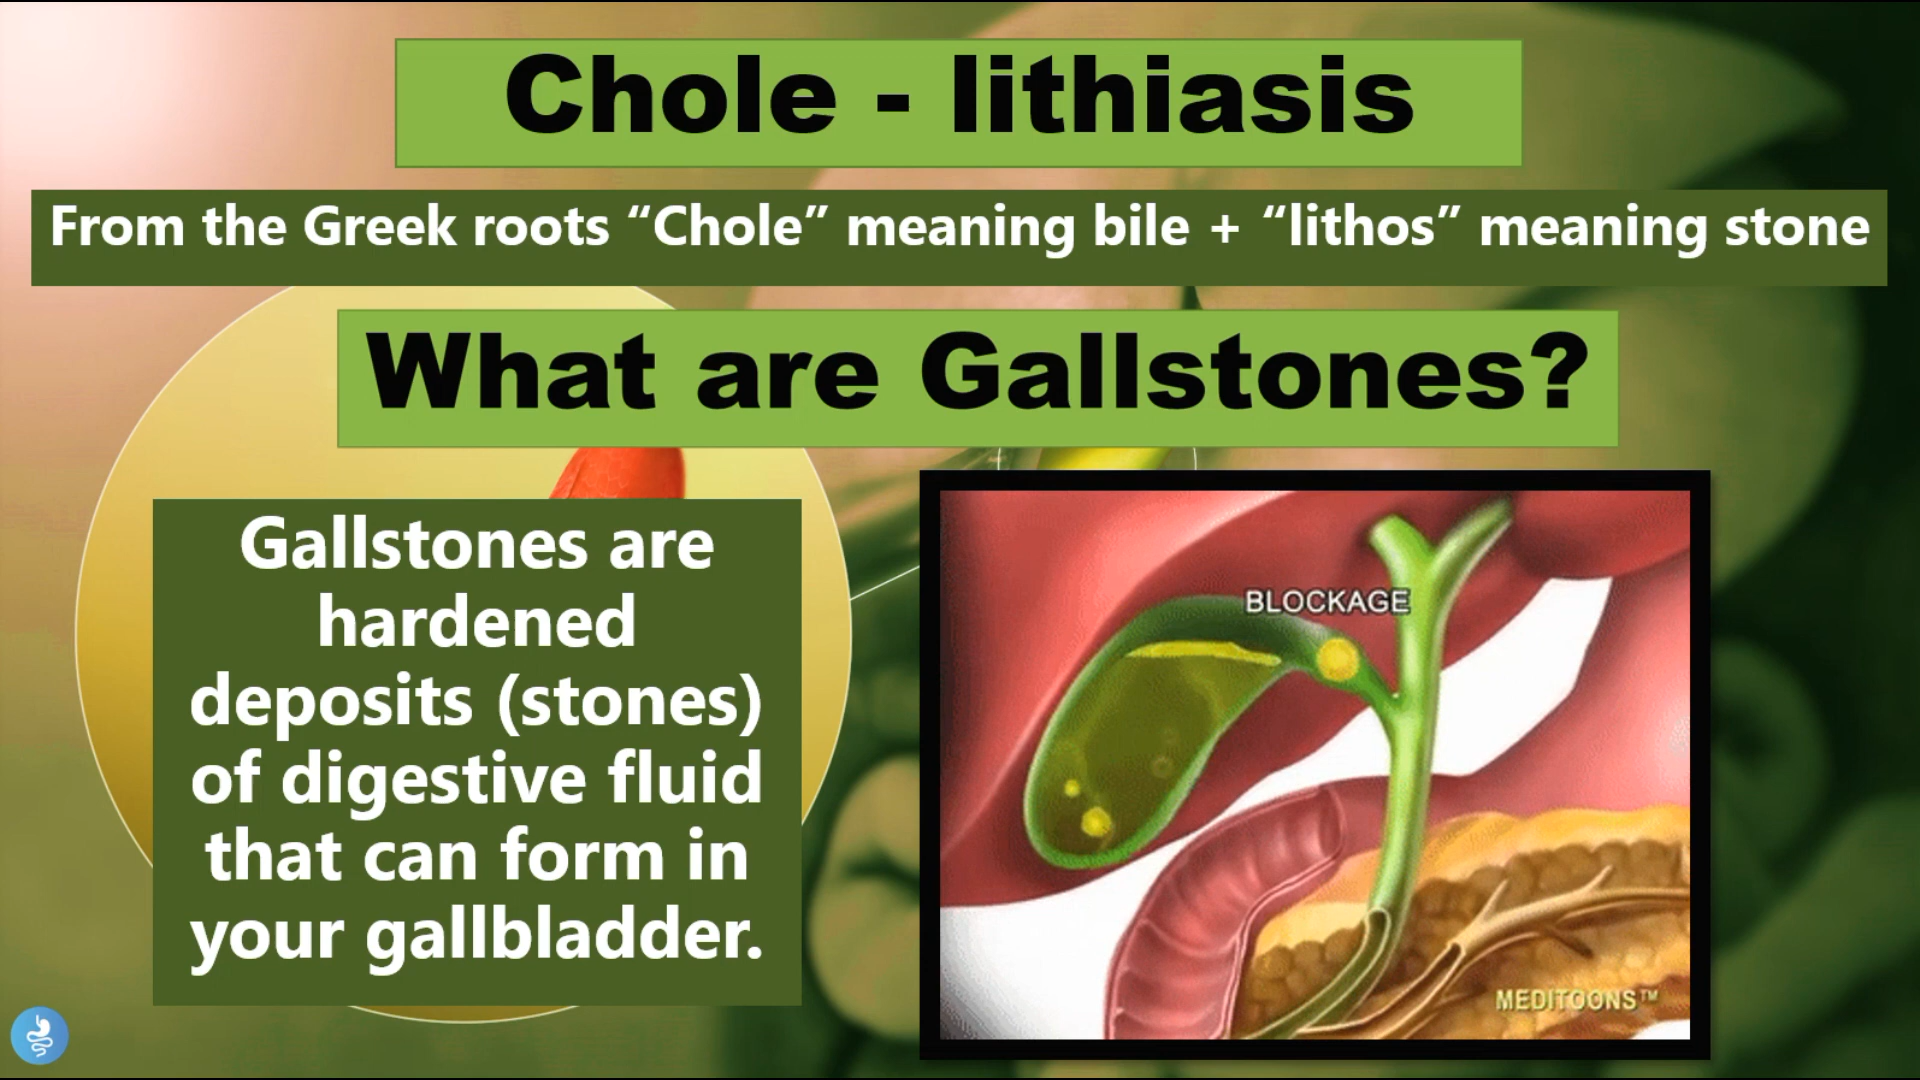 Chole - lithiasis
From the Greek roots “Chole” meaning bile + “lithos” meaning stone
What are Gallstones?
Gallstones are
hardened
deposits (stones)
of digestive fluid
that can form in
your gallbladder.
BLOCKAGE
MEDITOONS™